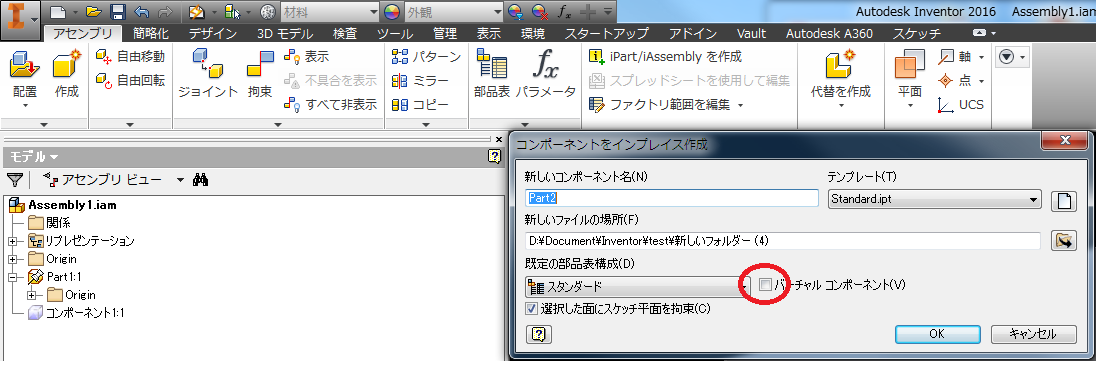 材料 外観 fx Autodesk Inventor 2016 Assembly1.iam
アセンブリ 簡略化 デザイン 3D モデル 検査 ツール 管理 表示 環境 スタートアップ アドイン Vault Autodesk A360 スケッチ
配置 作成 自由移動 自由回転 ジョイント 拘束 表示 不具合を表示 すべて非表示 パターン ミラー コピー 部品表 fx パラメータ iPart/iAssembly を作成 スプレッドシートを使用して編集 ファクトリ範囲を編集 代替を作成 平面 軸 点 UCS
モデル
アセンブリ ビュー
Assembly1.iam
関係
リプレゼンテーション
Origin
Part1:1
Origin
コンポーネント1:1
コンポーネントをインプレイス作成
新しいコンポーネント名(N) テンプレート(T)
Part2 Standard.ipt
新しいファイルの場所(F)
D:¥Document¥Inventor¥test¥新しいフォルダー (4)
既定の部品表構成(D)
スタンダード バーチャル コンポーネント(V)
選択した面にスケッチ平面を拘束(C)
OK キャンセル